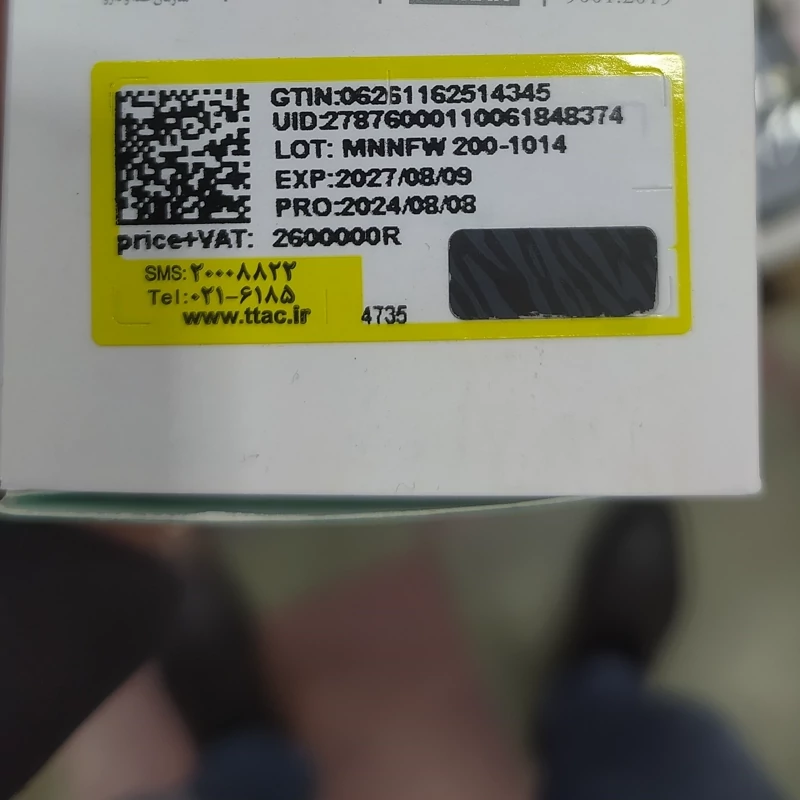 GTIN:06261162514345
UID:27876000110061848374
LOT: MNNFW 200-1014
EXP:2027/08/09
PRO:2024/08/08
price+VAT: 2600000R
SMS:۲۰۰۰۸۸۲۲
Tel:۰۲۱-۶۱۸۵
www.ttac.ir
4735